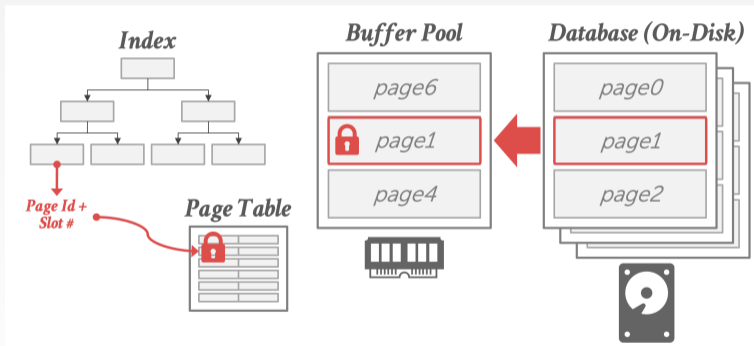 Index
Page Id +
Slot #
Page Table
Buffer Pool
page6
page1
page4
Database (On-Disk)
page0
page1
page2